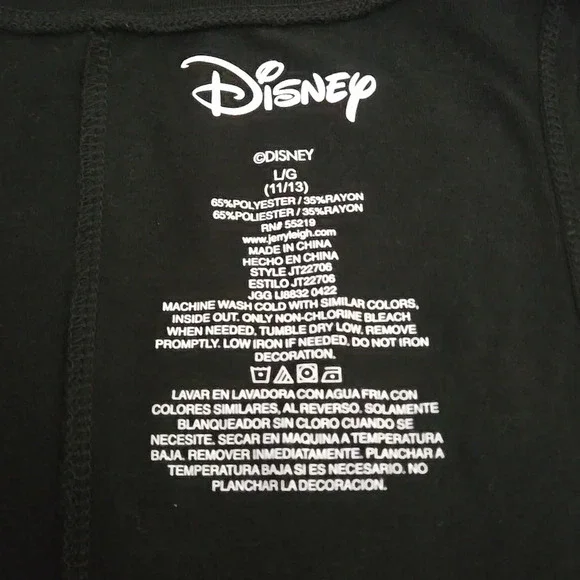 Disney
©DISNEY
L/G
(11/13)
65%POLYESTER / 35%RAYON
65%POLIESTER / 35%RAYON
RN# 55219
www.jerryleigh.com
MADE IN CHINA
HECHO EN CHINA
STYLE JT22706
ESTILO JT22706
JGG LI8832 0422
MACHINE WASH COLD WITH SIMILAR COLORS,
INSIDE OUT. ONLY NON-CHLORINE BLEACH
WHEN NEEDED, TUMBLE DRY LOW. REMOVE
PROMPTLY. LOW IRON IF NEEDED. DO NOT IRON
DECORATION.
LAVAR EN LAVADORA CON AGUA FRIA CON
COLORES SIMILARES, AL REVERSO. SOLAMENTE
BLANQUEADOR SIN CLORO CUANDO SE
NECESITE. SECAR EN MAQUINA A TEMPERATURA
BAJA. REMOVER INMEDIATAMENTE. PLANCHAR A
TEMPERATURA BAJA SI ES NECESARIO. NO
PLANCHAR LA DECORACION.